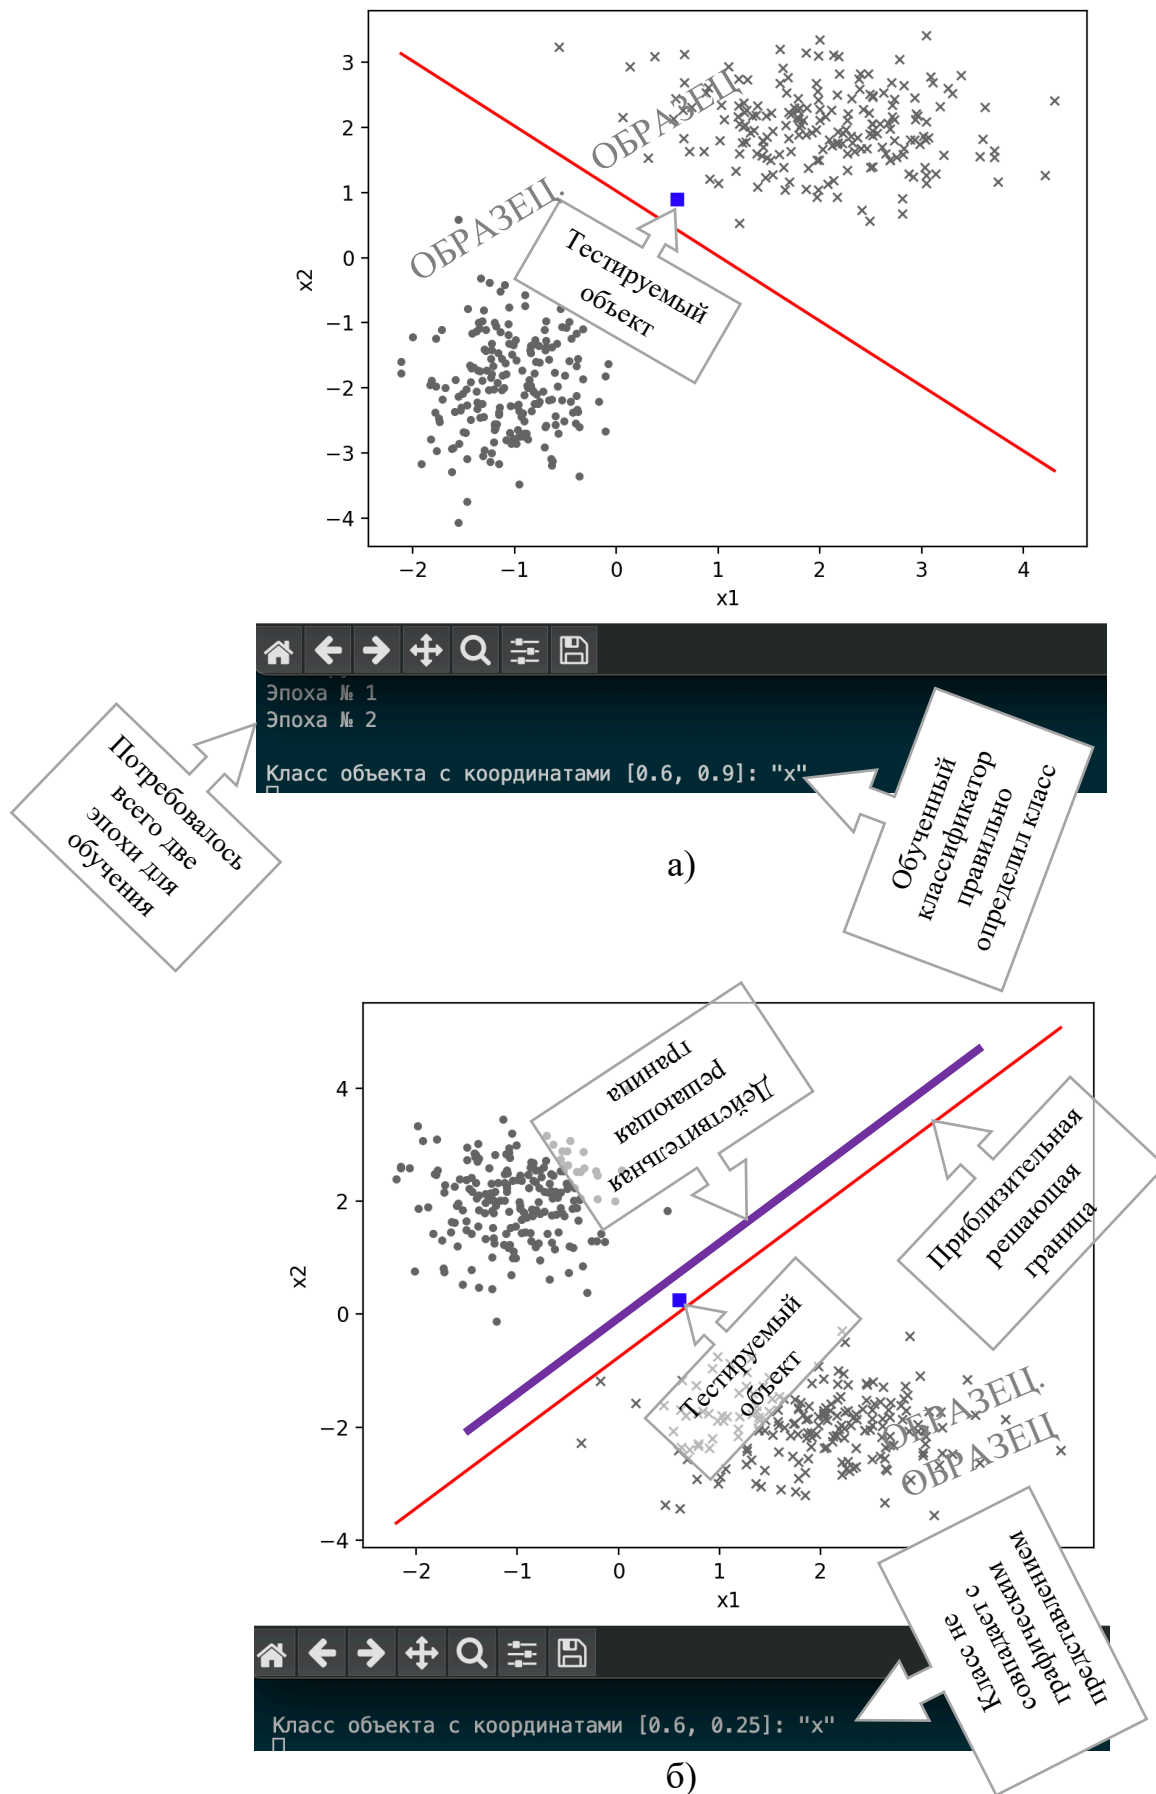 3
2
1
0
−1
−2
−3
−4
x2
ОБРАЗЕЦ
ОБРАЗЕЦ.
Тестируемый
объект
−2
−1
0
1
2
3
4
x1
Эпоха № 1
Эпоха № 2
Класс объекта с координатами [0.6, 0.9]: "x"
Потребовалось
всего две
эпохи для
обучения
Обученный
классификатор
правильно
определил класс
а)
4
2
0
−2
−4
x2
Действительная
решающая
граница
Приблизительная
решающая
граница
Тестируемый
объект
ОБРАЗЕЦ.
ОБРАЗЕЦ
−2
−1
0
1
2
x1
Класс не
совпадает с
графическим
представлением
Класс объекта с координатами [0.6, 0.25]: "x"
б)